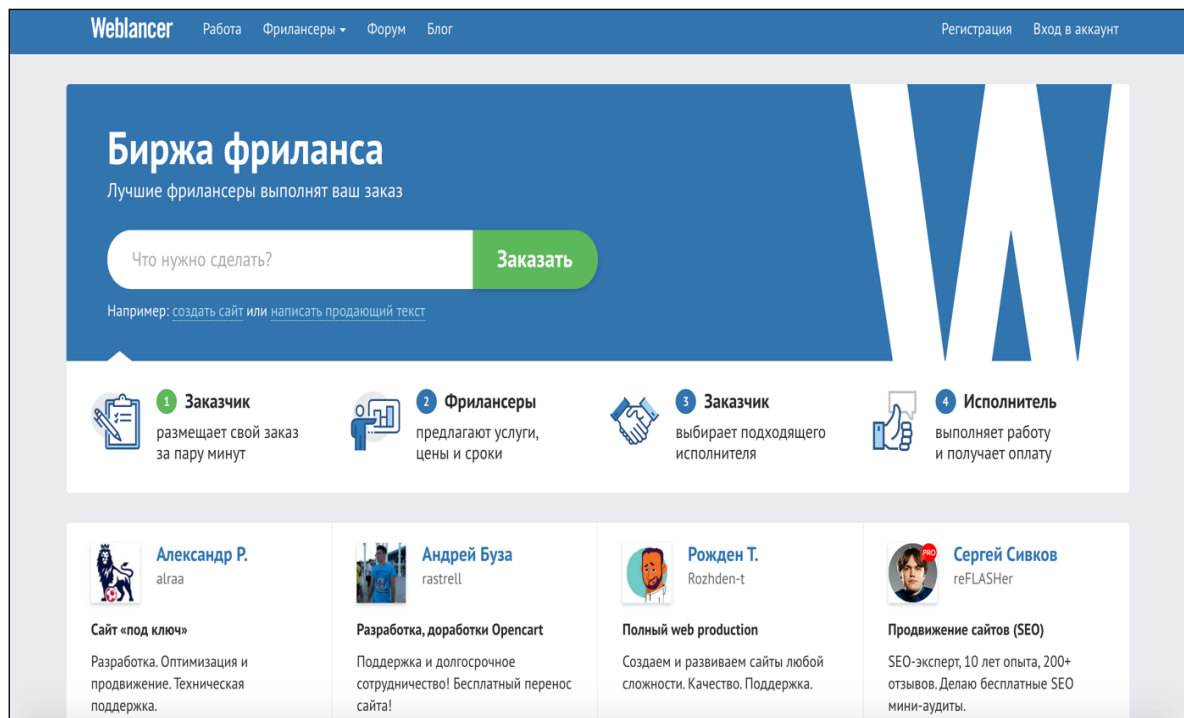 Weblancer Работа Фрилансеры Форум Блог Регистрация Вход в аккаунт
Биржа фриланса
Лучшие фрилансеры выполнят ваш заказ
Что нужно сделать? Заказать
Например: создать сайт или написать продающий текст
1 Заказчик
размещает свой заказ
за пару минут
2 Фрилансеры
предлагают услуги,
цены и сроки
3 Заказчик
выбирает подходящего
исполнителя
4 Исполнитель
выполняет работу
и получает оплату
Александр Р.
alraa
Сайт «под ключ»
Разработка. Оптимизация и
продвижение. Техническая
поддержка.
Андрей Буза
rastrell
Разработка, доработки Opencart
Поддержка и долгосрочное
сотрудничество! Бесплатный перенос
сайта!
Рожден Т.
Rozhden-t
Полный web production
Создаем и развиваем сайты любой
сложности. Качество. Поддержка.
PRO
Сергей Сивков
reFLASHer
Продвижение сайтов (SEO)
SEO-эксперт, 10 лет опыта, 200+
отзывов. Делаю бесплатные SEO
мини-аудиты.